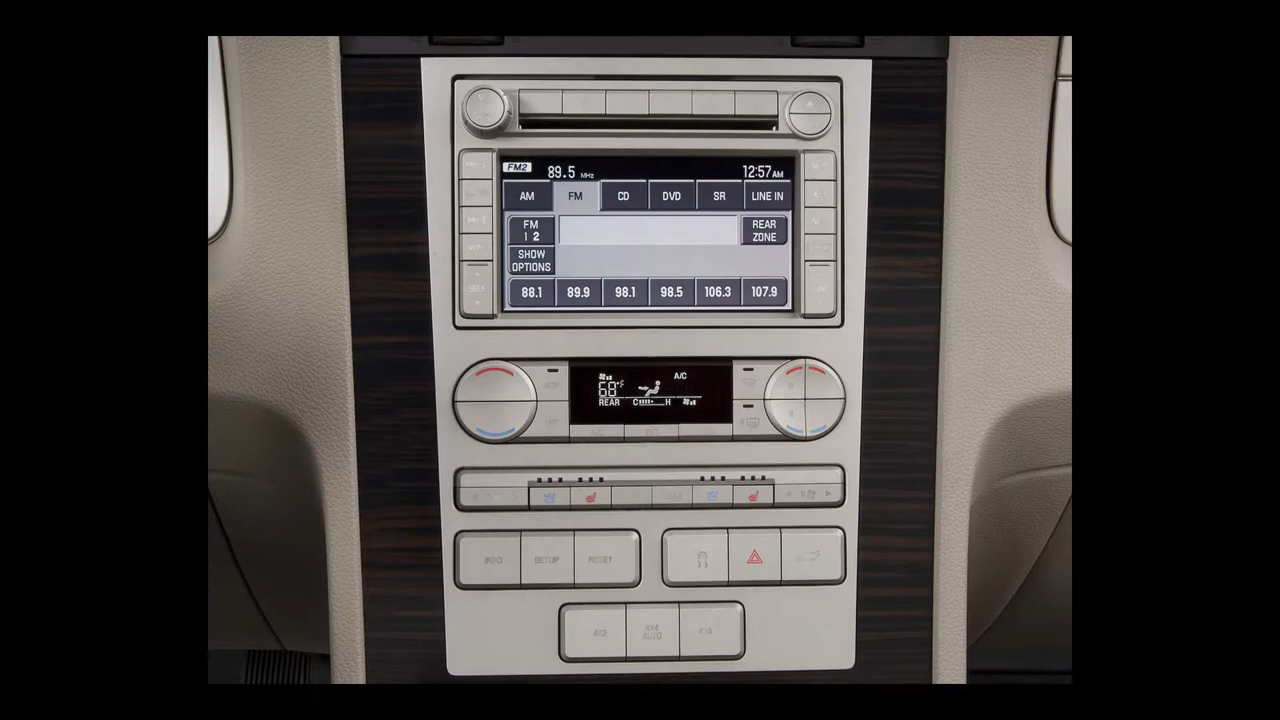 FM2 89.5 MHz 12:57AM
AM FM CD DVD SR LINE IN
FM
1 2
REAR
ZONE
SHOW
OPTIONS
MUTE
SEEK
88.1 89.9 98.1 98.5 106.3 107.9
A/C
68°F
REAR C H
INFO SETUP RESET
4X2
4X4
AUTO
4X4